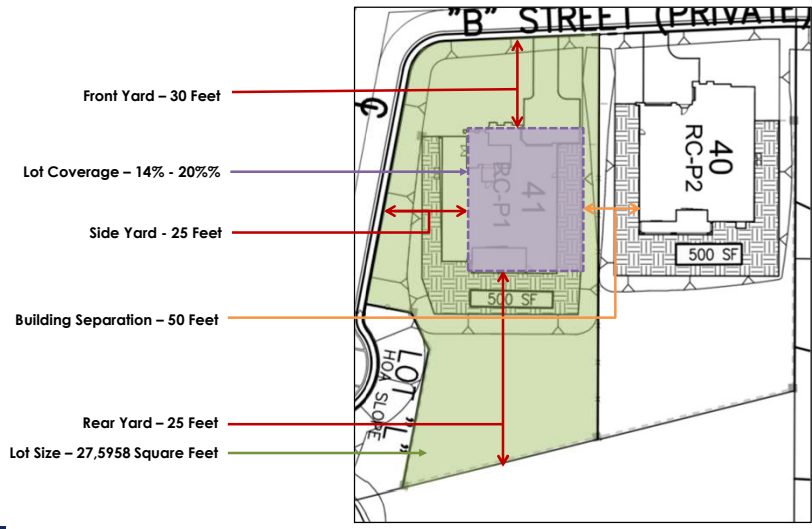 "B" STREET (PRIVATE)
Front Yard – 30 Feet
℄
Lot Coverage – 14% - 20%%
40
RC-P2
41
RC-P1
Side Yard - 25 Feet
500 SF
500 SF
Building Separation – 50 Feet
LOT "L"
HOA SLOPE
Rear Yard – 25 Feet
Lot Size – 27,5958 Square Feet